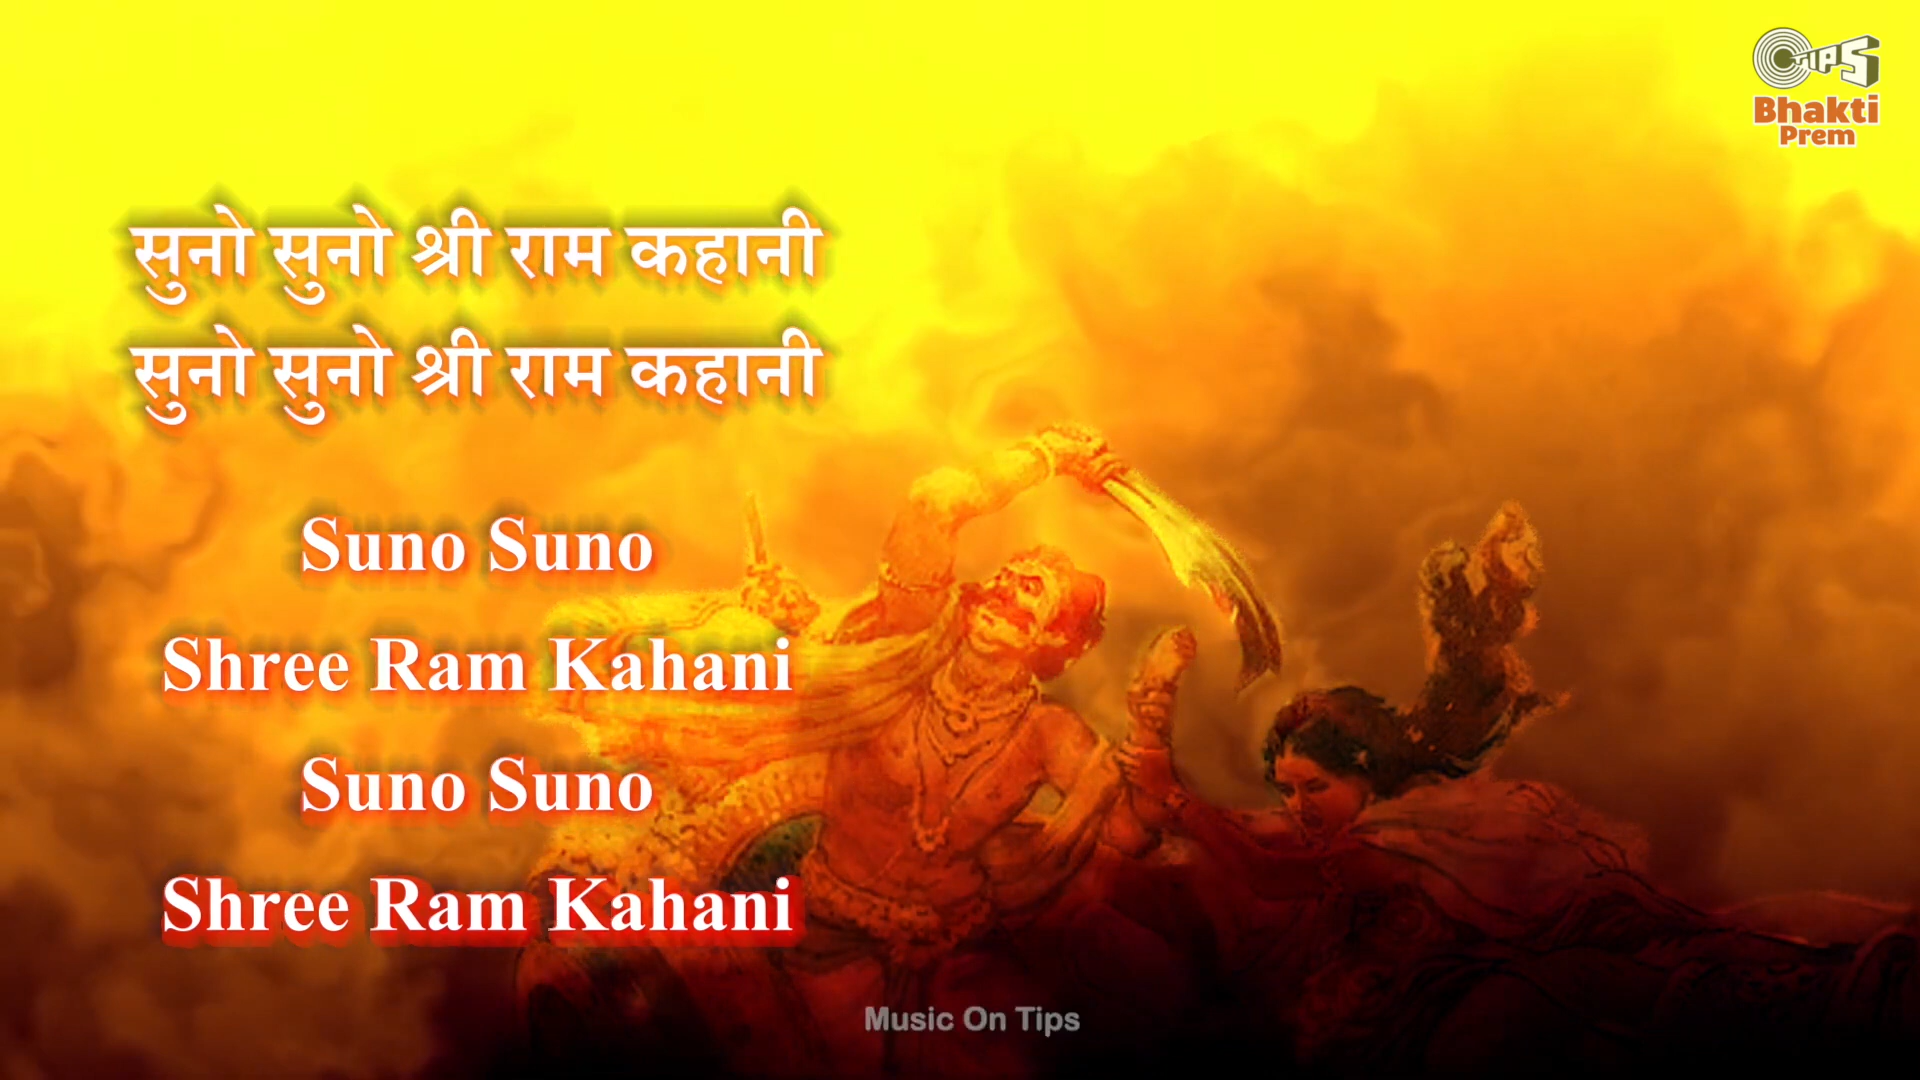 TIPS
Bhakti
Prem
सुनो सुनो श्री राम कहानी
सुनो सुनो श्री राम कहानी
Suno Suno
Shree Ram Kahani
Suno Suno
Shree Ram Kahani
Music On Tips